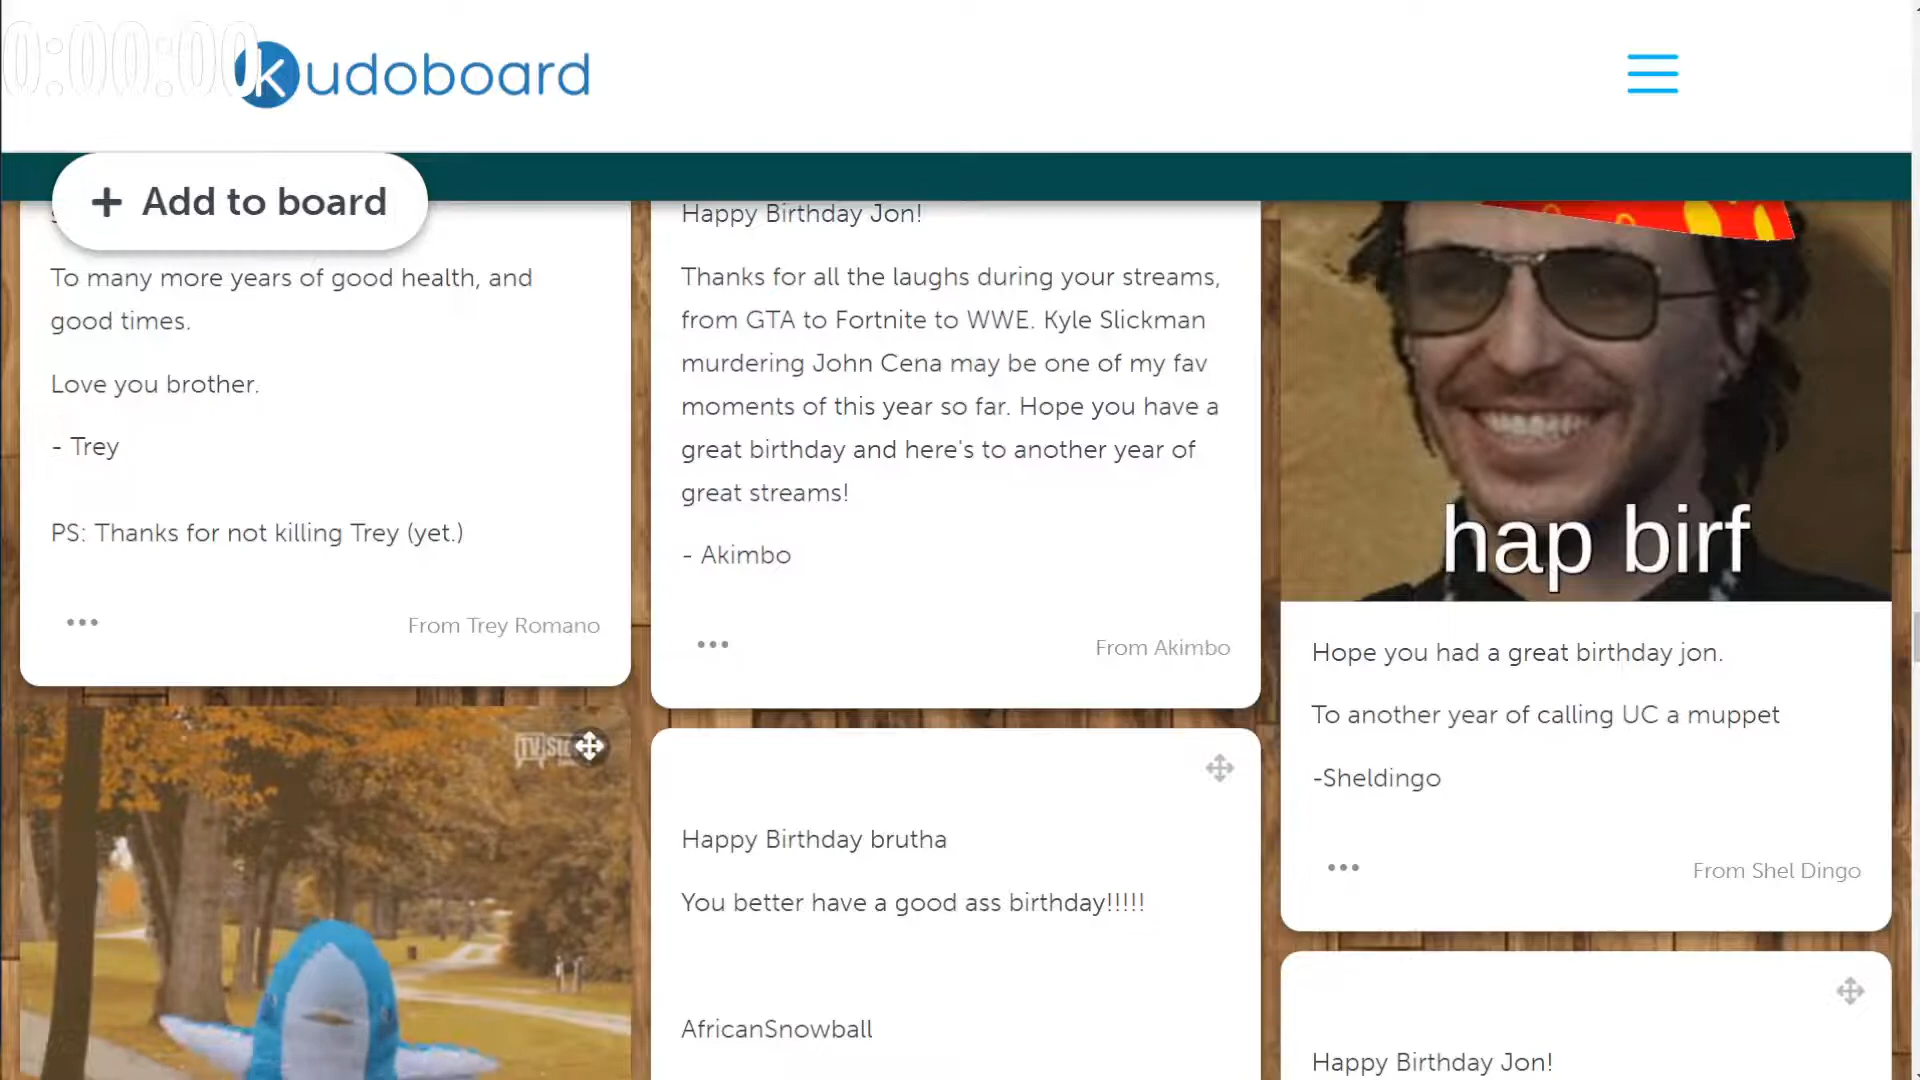 0:00:00
kudoboard
+ Add to board
To many more years of good health, and
good times.
Love you brother.
- Trey
PS: Thanks for not killing Trey (yet.)
From Trey Romano
Happy Birthday Jon!
Thanks for all the laughs during your streams,
from GTA to Fortnite to WWE. Kyle Slickman
murdering John Cena may be one of my fav
moments of this year so far. Hope you have a
great birthday and here's to another year of
great streams!
- Akimbo
From Akimbo
Happy Birthday brutha
You better have a good ass birthday!!!!!
AfricanSnowball
hap birf
Hope you had a great birthday jon.
To another year of calling UC a muppet
-Sheldingo
From Shel Dingo
Happy Birthday Jon!